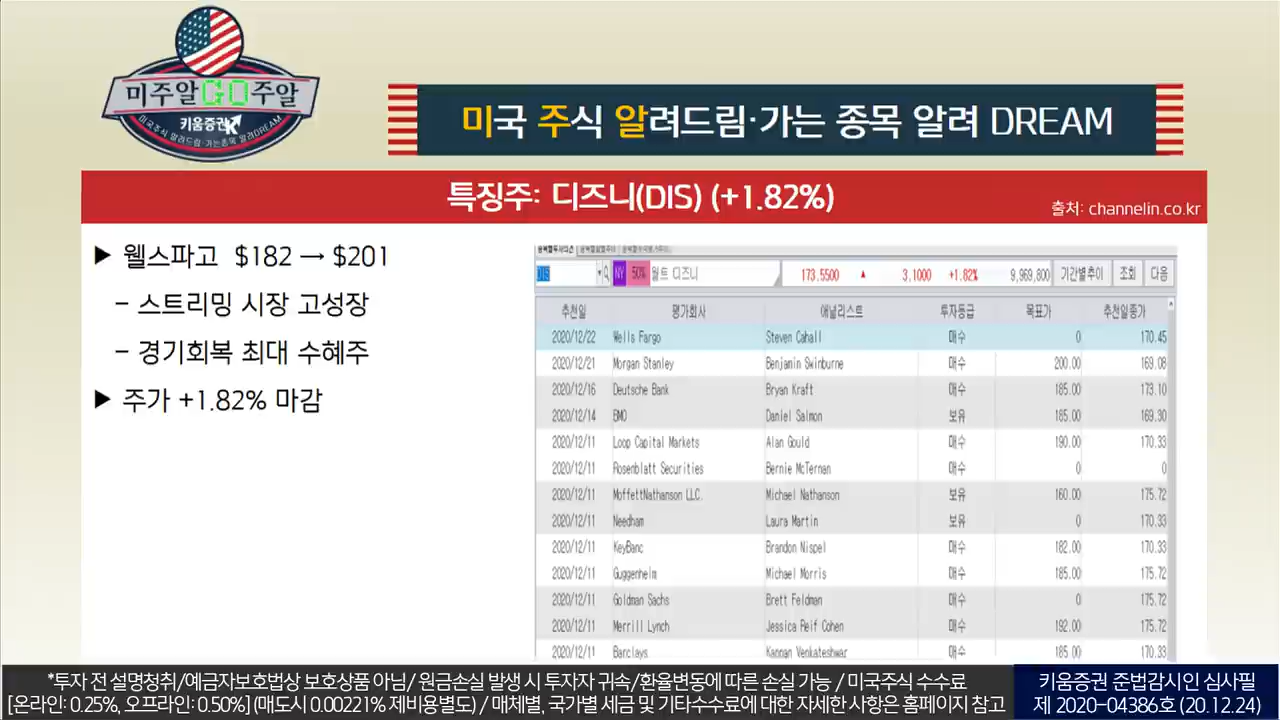 미주알GO주알
키움증권
미국주식 알려드림·가는종목 알려DREAM
미국 주식 알려드림·가는 종목 알려 DREAM
특징주: 디즈니(DIS) (+1.82%)
출처: channelin.co.kr
▶ 웰스파고 $182 → $201
- 스트리밍 시장 고성장
- 경기회복 최대 수혜주
▶ 주가 +1.82% 마감
DIS NY 50% 월트 디즈니 173.5500 ▲ 3.1000 +1.82% 9,969,800 기간별추이 조회 다음
추천일 평가회사 애널리스트 투자등급 목표가 추천일종가
2020/12/22 Wells Fargo Steven Cahall 매수 0 170.45
2020/12/21 Morgan Stanley Benjamin Swinburne 매수 200.00 169.08
2020/12/16 Deutsche Bank Bryan Kraft 매수 185.00 173.10
2020/12/14 BMO Daniel Salmon 보유 185.00 169.30
2020/12/11 Loop Capital Markets Alan Gould 매수 190.00 170.33
2020/12/11 Rosenblatt Securities Bernie McTernan 매수 0 0
2020/12/11 MoffettNathanson LLC. Michael Nathanson 보유 160.00 175.72
2020/12/11 Needham Laura Martin 보유 0 170.33
2020/12/11 KeyBanc Brandon Nispel 매수 182.00 170.33
2020/12/11 Guggenheim Michael Morris 매수 185.00 175.72
2020/12/11 Goldman Sachs Brett Feldman 매수 0 175.72
2020/12/11 Merrill Lynch Jessica Reif Cohen 매수 192.00 175.72
2020/12/11 Barclays Kannan Venkateshwar 매수 185.00 170.33
*투자 전 설명청취/예금자보호법상 보호상품 아님/ 원금손실 발생 시 투자자 귀속/환율변동에 따른 손실 가능 / 미국주식 수수료
[온라인: 0.25%, 오프라인: 0.50%] (매도시 0.00221% 제비용별도) / 매체별, 국가별 세금 및 기타수수료에 대한 자세한 사항은 홈페이지 참고
키움증권 준법감시인 심사필
제 2020-04386호 (20.12.24)